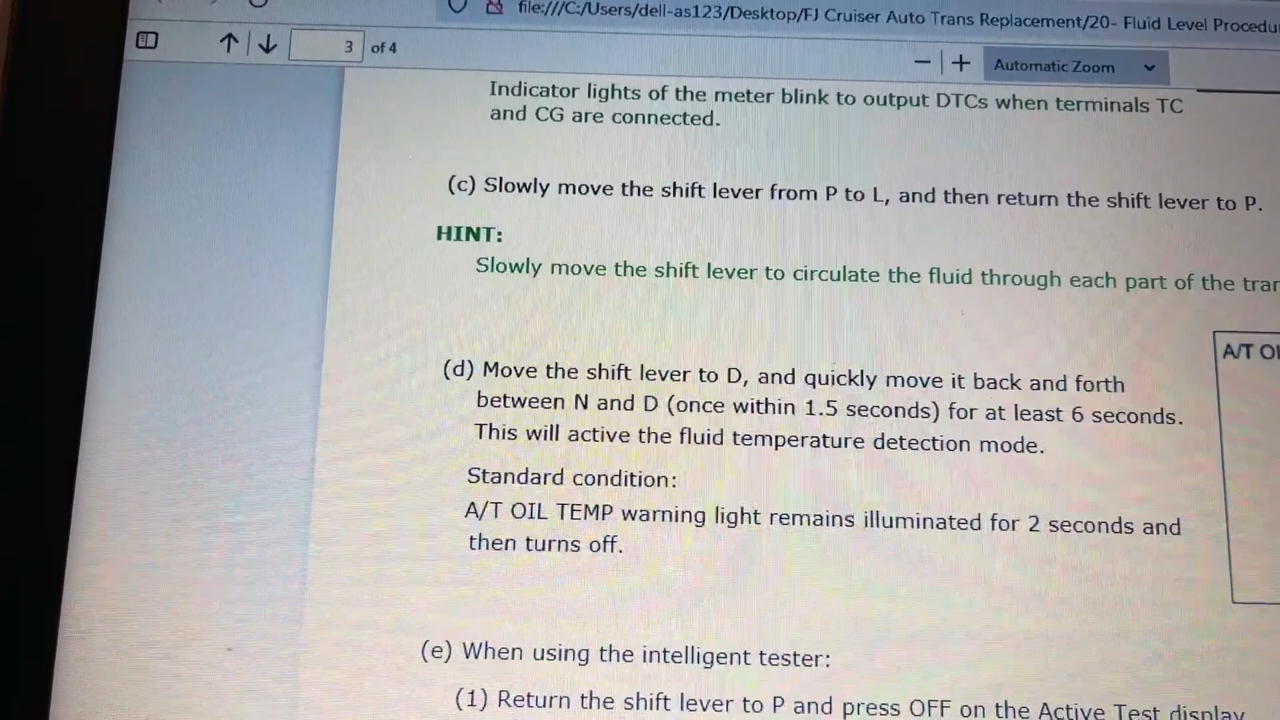 file:///C:/Users/dell-as123/Desktop/FJ Cruiser Auto Trans Replacement/20- Fluid Level Procedu
3 of 4
Automatic Zoom
Indicator lights of the meter blink to output DTCs when terminals TC
and CG are connected.
(c) Slowly move the shift lever from P to L, and then return the shift lever to P.
HINT:
Slowly move the shift lever to circulate the fluid through each part of the tran
A/T OI
(d) Move the shift lever to D, and quickly move it back and forth
between N and D (once within 1.5 seconds) for at least 6 seconds.
This will active the fluid temperature detection mode.
Standard condition:
A/T OIL TEMP warning light remains illuminated for 2 seconds and
then turns off.
(e) When using the intelligent tester:
(1) Return the shift lever to P and press OFF on the Active Test display